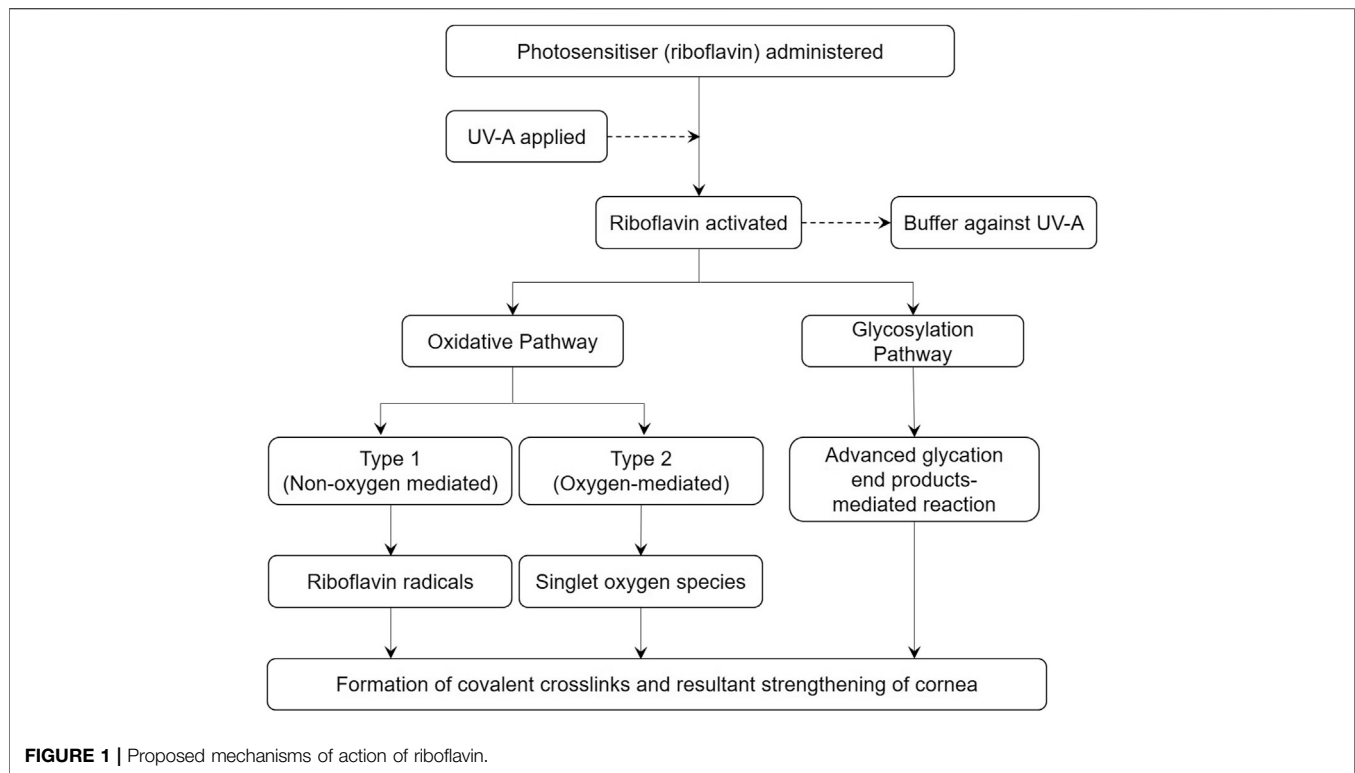 Photosensitiser (riboflavin) administered
UV-A applied
Riboflavin activated
Buffer against UV-A
Oxidative Pathway
Glycosylation
Pathway
Type 1
(Non-oxygen mediated)
Type 2
(Oxygen-mediated)
Advanced glycation
end products-
mediated reaction
Riboflavin radicals
Singlet oxygen species
Formation of covalent crosslinks and resultant strengthening of cornea
FIGURE 1 | Proposed mechanisms of action of riboflavin.